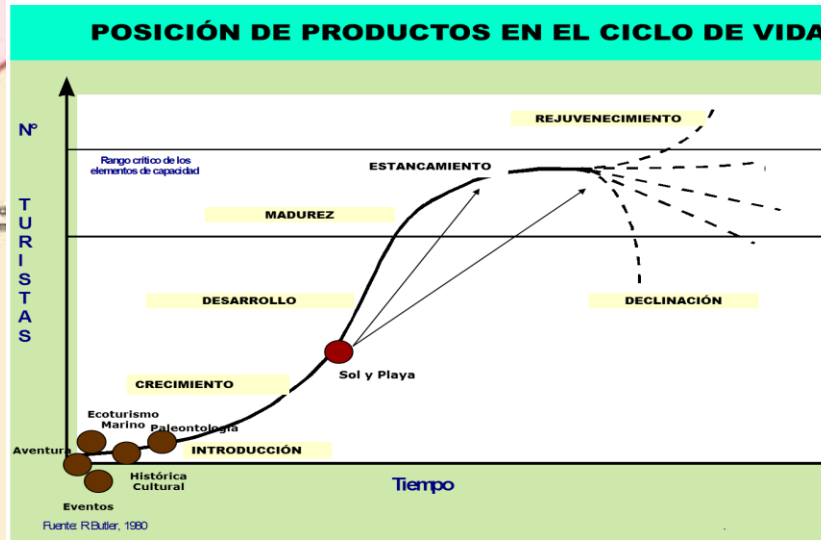 POSICIÓN DE PRODUCTOS EN EL CICLO DE VIDA
Nº
TURISTAS
Rango crítico de los
elementos de capacidad
REJUVENECIMIENTO
ESTANCAMIENTO
MADUREZ
DESARROLLO
DECLINACIÓN
Sol y Playa
CRECIMIENTO
Ecoturismo
Marino
Paleontología
INTRODUCCIÓN
Aventura
Histórica
Cultural
Eventos
Tiempo
Fuente: R.Butler, 1980